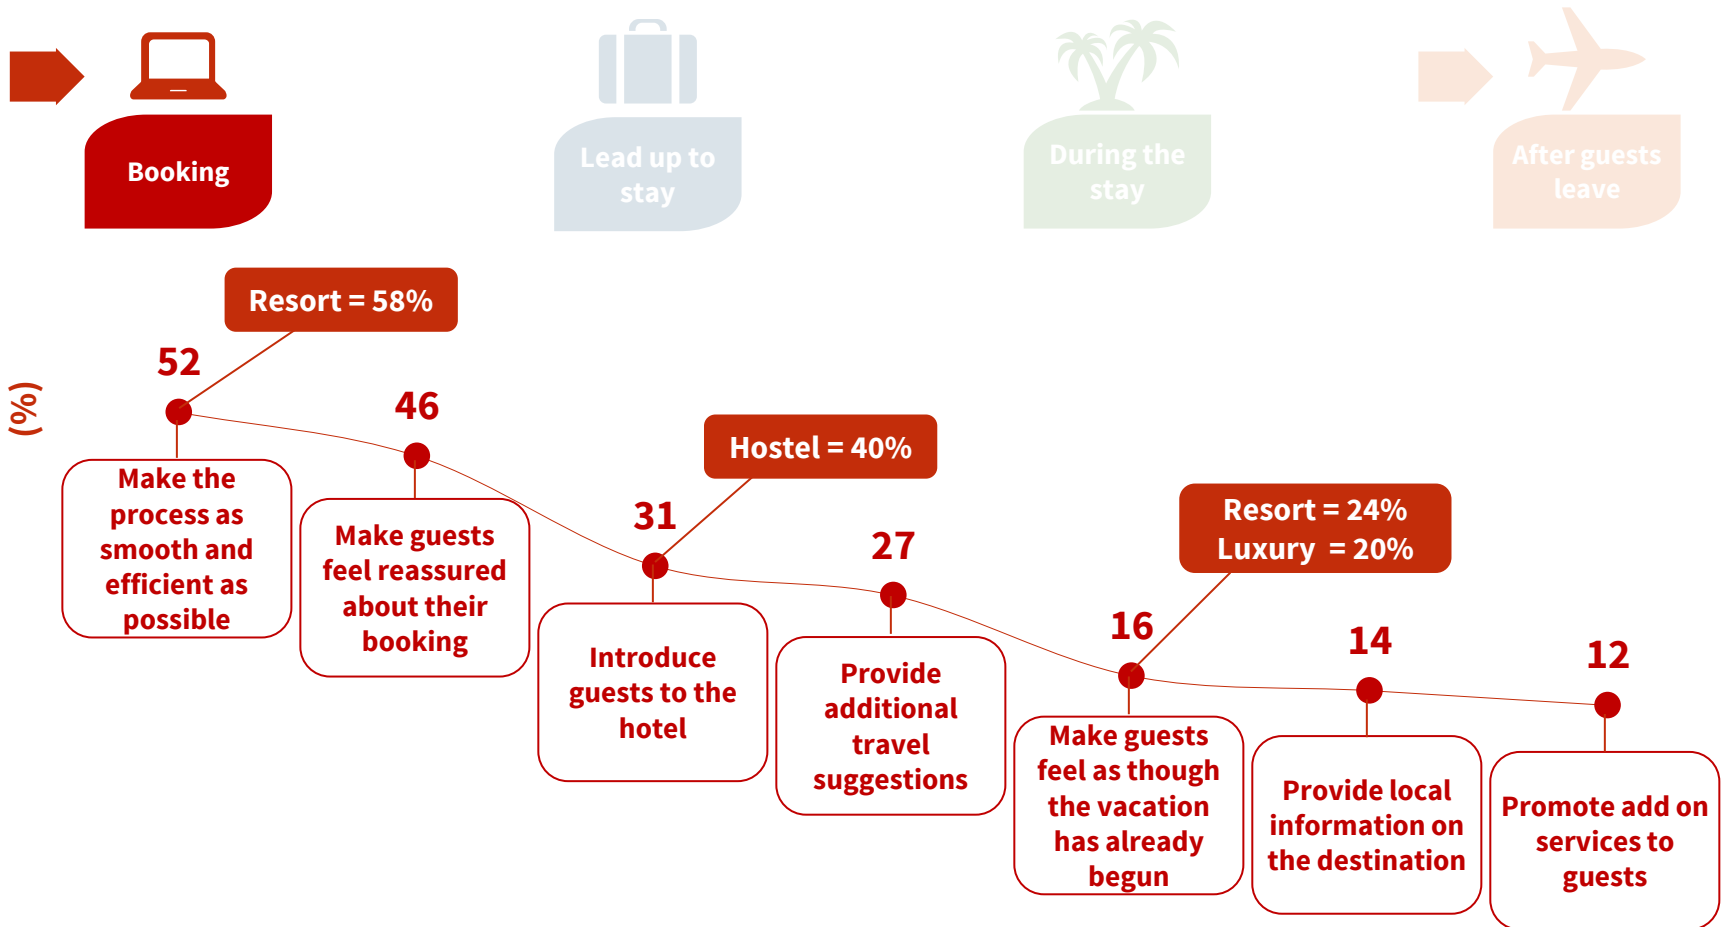 Booking
Lead up to
stay
During the
stay
After guests
leave
(%)
Resort = 58%
52
Make the
process as
smooth and
efficient as
possible
46
Make guests
feel reassured
about their
booking
Hostel = 40%
31
Introduce
guests to the
hotel
27
Provide
additional
travel
suggestions
Resort = 24%
Luxury  = 20%
16
Make guests
feel as though
the vacation
has already
begun
14
Provide local
information on
the destination
12
Promote add on
services to
guests